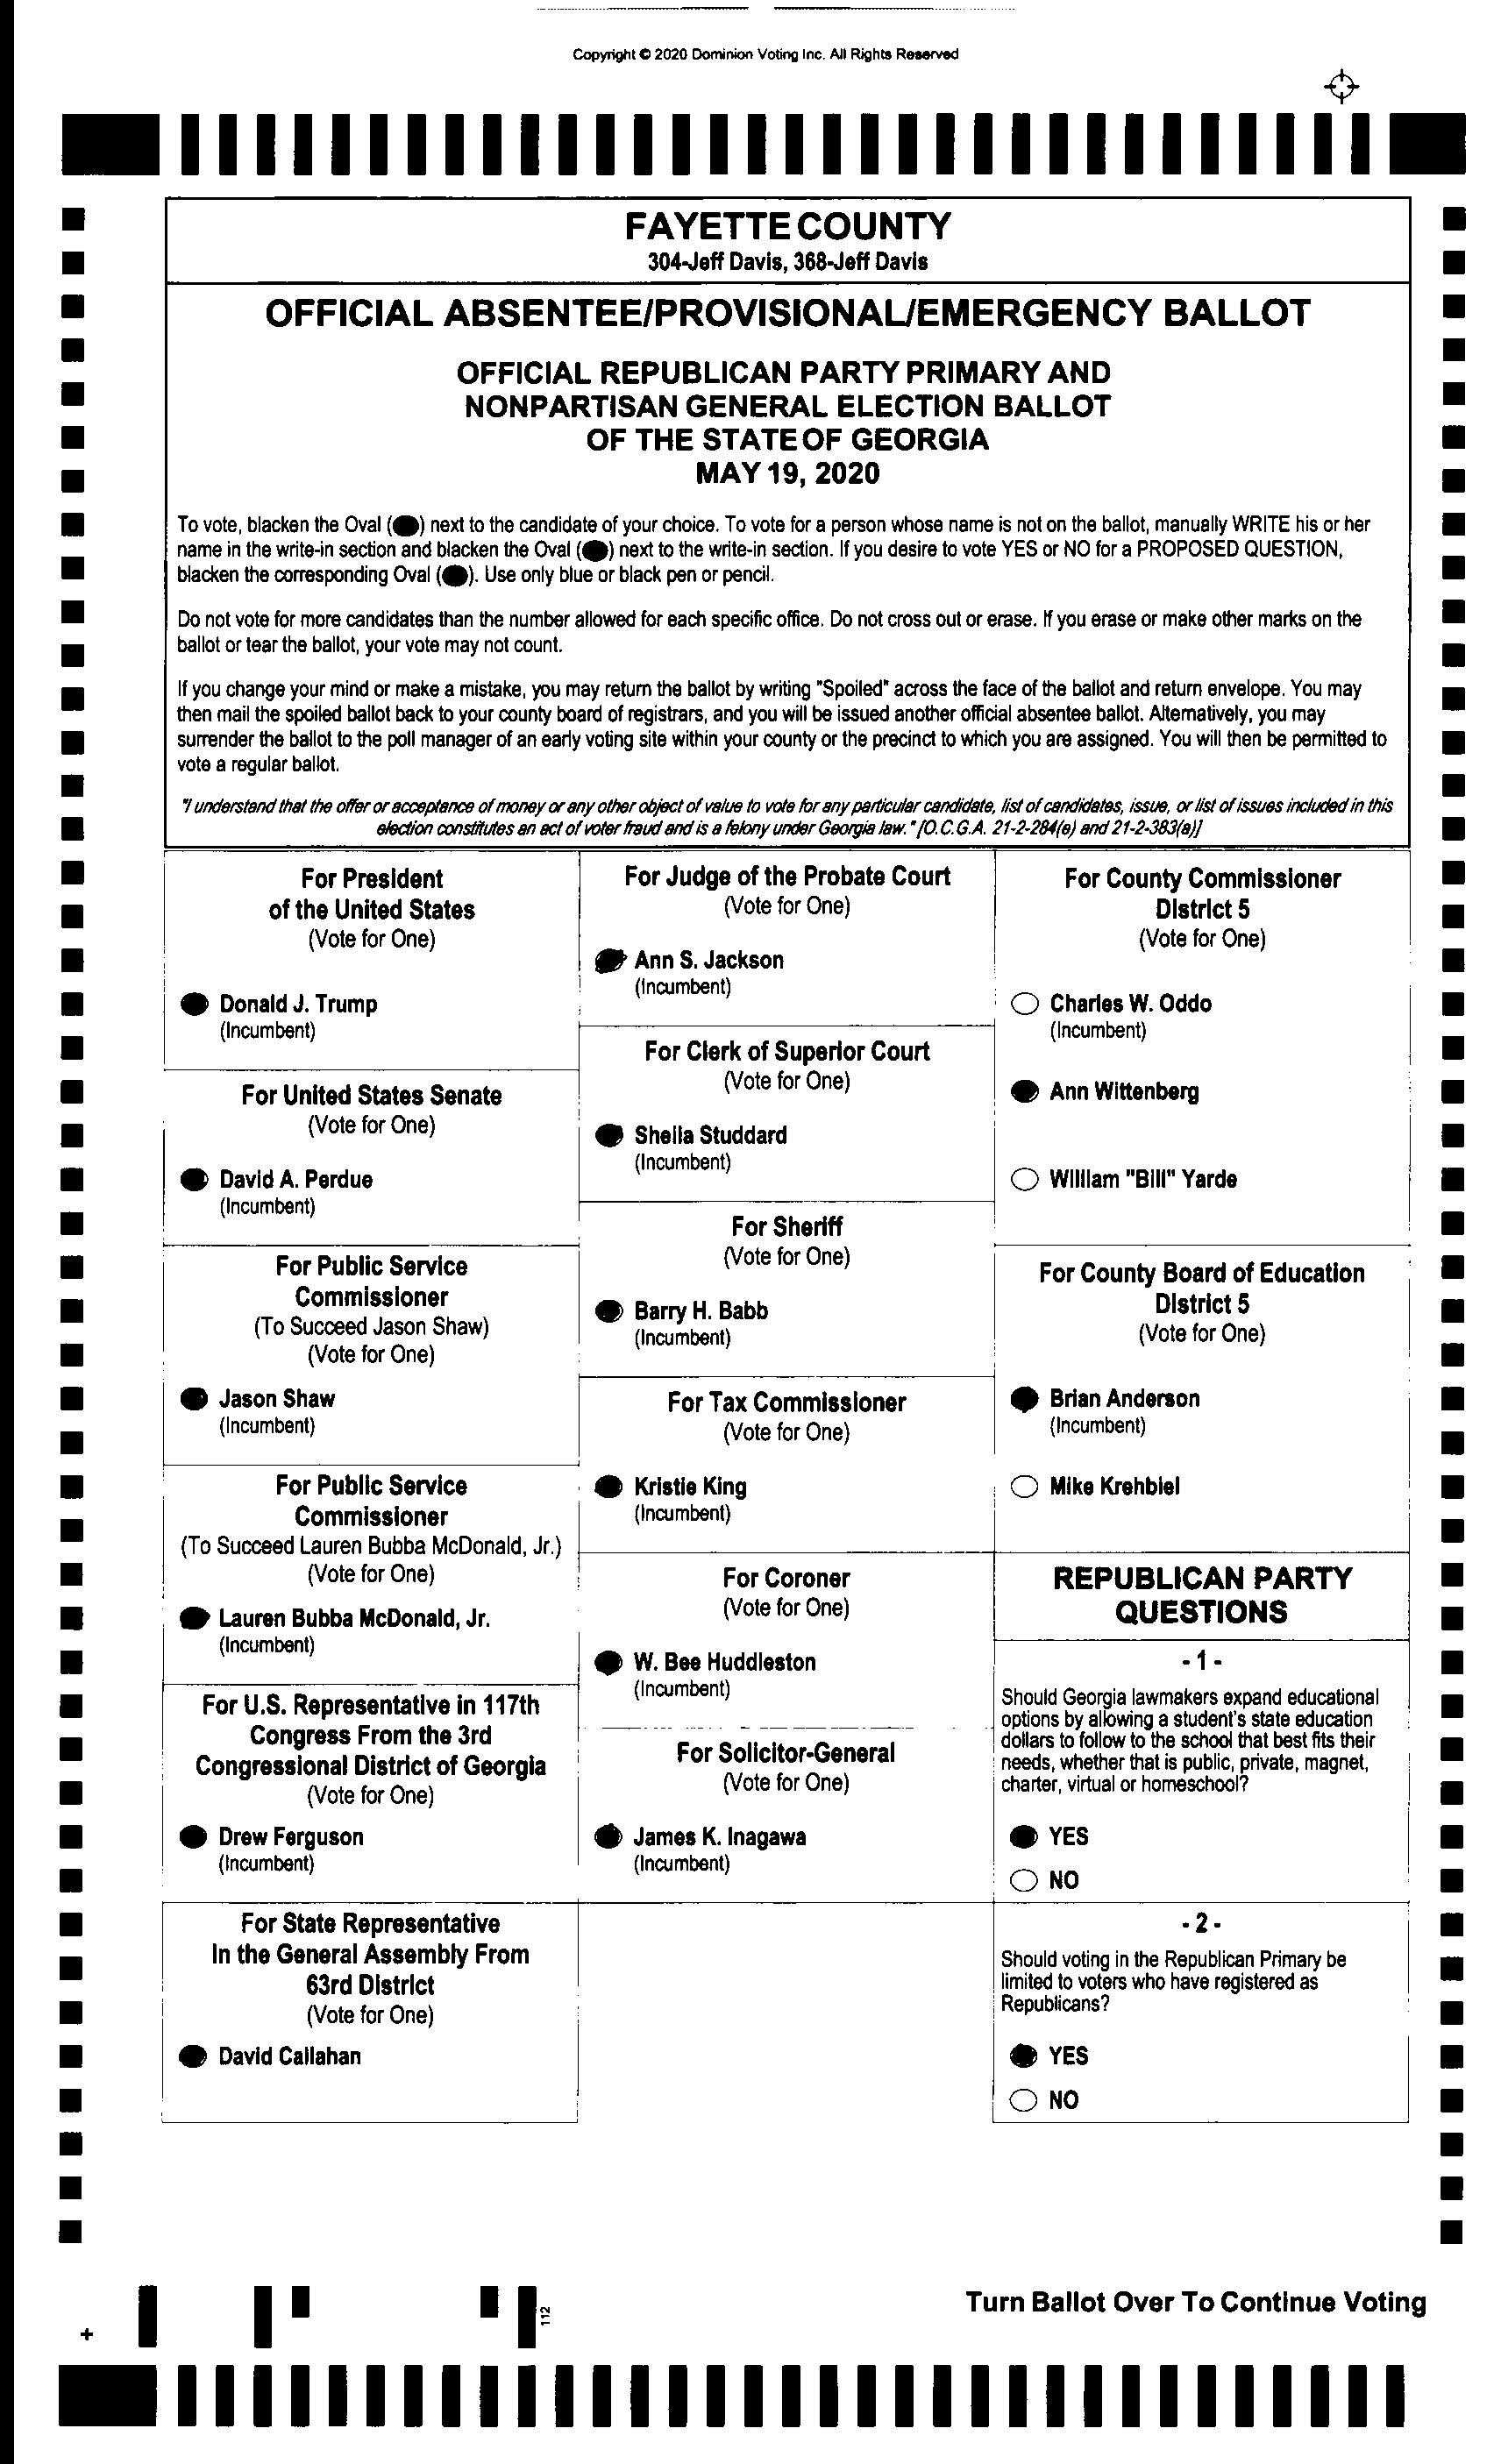 Copyright © 2020 Dominion Voting Inc. All Rights Reserved
FAYETTE COUNTY
304-Jeff Davis, 368-Jeff Davis
OFFICIAL ABSENTEE/PROVISIONAL/EMERGENCY BALLOT
OFFICIAL REPUBLICAN PARTY PRIMARY AND
NONPARTISAN GENERAL ELECTION BALLOT
OF THE STATE OF GEORGIA
MAY 19, 2020
To vote, blacken the Oval ( ) next to the candidate of your choice. To vote for a person whose name is not on the ballot, manually WRITE his or her
name in the write-in section and blacken the Oval ( ) next to the write-in section. If you desire to vote YES or NO for a PROPOSED QUESTION,
blacken the corresponding Oval ( ). Use only blue or black pen or pencil.
Do not vote for more candidates than the number allowed for each specific office. Do not cross out or erase. If you erase or make other marks on the
ballot or tear the ballot, your vote may not count.
If you change your mind or make a mistake, you may return the ballot by writing "Spoiled" across the face of the ballot and return envelope. You may
then mail the spoiled ballot back to your county board of registrars, and you will be issued another official absentee ballot. Alternatively, you may
surrender the ballot to the poll manager of an early voting site within your county or the precinct to which you are assigned. You will then be permitted to
vote a regular ballot.
"I understand that the offer or acceptance of money or any other object of value to vote for any particular candidate, list of candidates, issue, or list of issues included in this
election constitutes an act of voter fraud and is a felony under Georgia law." [O.C.G.A. 21-2-284(e) and 21-2-383(a)]
For President
of the United States
(Vote for One)
Donald J. Trump
(Incumbent)
For United States Senate
(Vote for One)
David A. Perdue
(Incumbent)
For Public Service
Commissioner
(To Succeed Jason Shaw)
(Vote for One)
Jason Shaw
(Incumbent)
For Public Service
Commissioner
(To Succeed Lauren Bubba McDonald, Jr.)
(Vote for One)
Lauren Bubba McDonald, Jr.
(Incumbent)
For U.S. Representative in 117th
Congress From the 3rd
Congressional District of Georgia
(Vote for One)
Drew Ferguson
(Incumbent)
For State Representative
In the General Assembly From
63rd District
(Vote for One)
David Callahan
For Judge of the Probate Court
(Vote for One)
Ann S. Jackson
(Incumbent)
For Clerk of Superior Court
(Vote for One)
Sheila Studdard
(Incumbent)
For Sheriff
(Vote for One)
Barry H. Babb
(Incumbent)
For Tax Commissioner
(Vote for One)
Kristie King
(Incumbent)
For Coroner
(Vote for One)
W. Bee Huddleston
(Incumbent)
For Solicitor-General
(Vote for One)
James K. Inagawa
(Incumbent)
For County Commissioner
District 5
(Vote for One)
Charles W. Oddo
(Incumbent)
Ann Wittenberg
William "Bill" Yarde
For County Board of Education
District 5
(Vote for One)
Brian Anderson
(Incumbent)
Mike Krehbiel
REPUBLICAN PARTY
QUESTIONS
- 1 -
Should Georgia lawmakers expand educational
options by allowing a student's state education
dollars to follow to the school that best fits their
needs, whether that is public, private, magnet,
charter, virtual or homeschool?
YES
NO
- 2 -
Should voting in the Republican Primary be
limited to voters who have registered as
Republicans?
YES
NO
112
Turn Ballot Over To Continue Voting
+